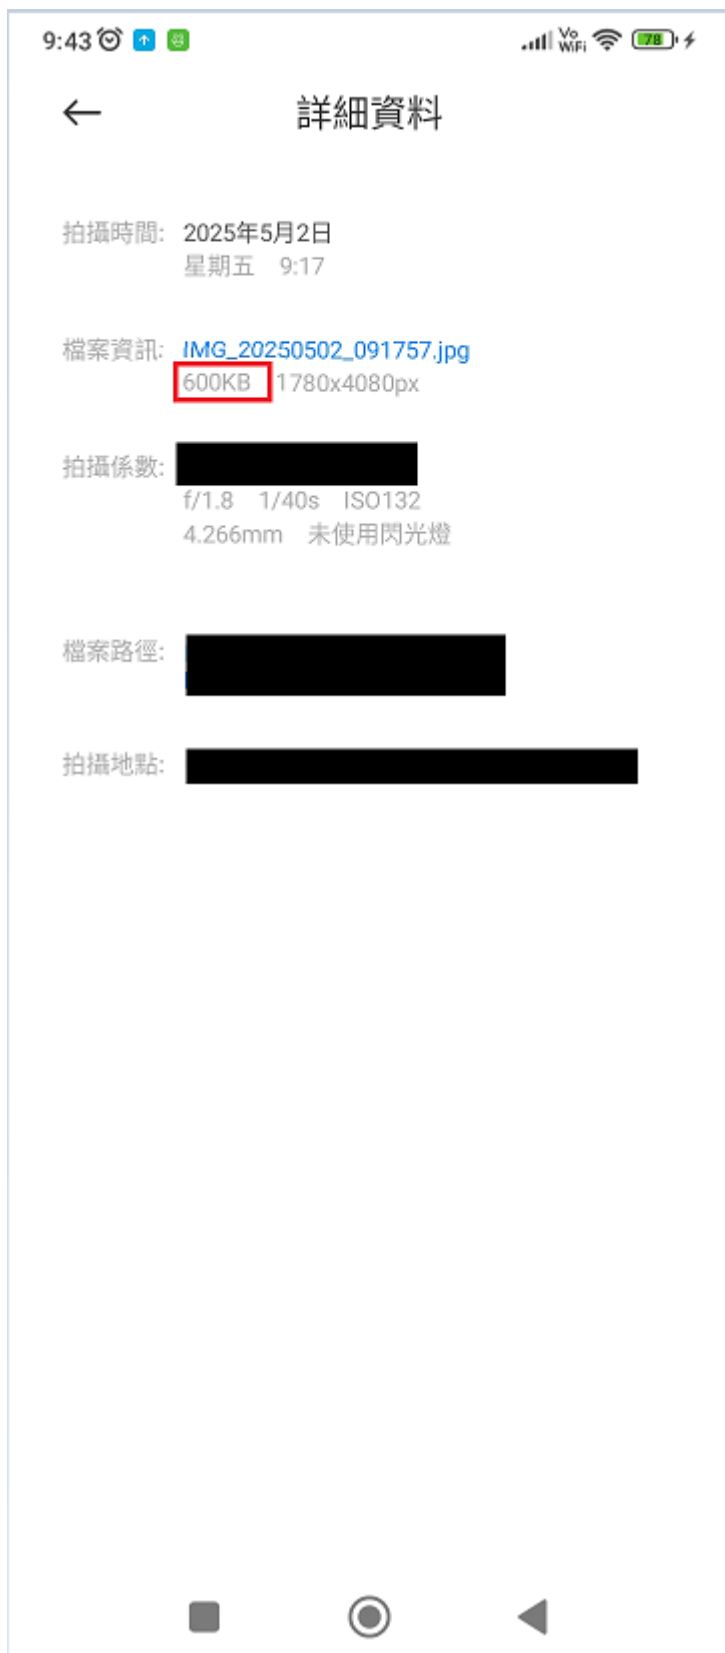 9:43
Vo
WiFi
78
詳細資料
拍攝時間: 2025年5月2日
星期五 9:17
檔案資訊: IMG_20250502_091757.jpg
600KB 1780x4080px
拍攝係數:
f/1.8 1/40s ISO132
4.266mm 未使用閃光燈
檔案路徑:
拍攝地點: